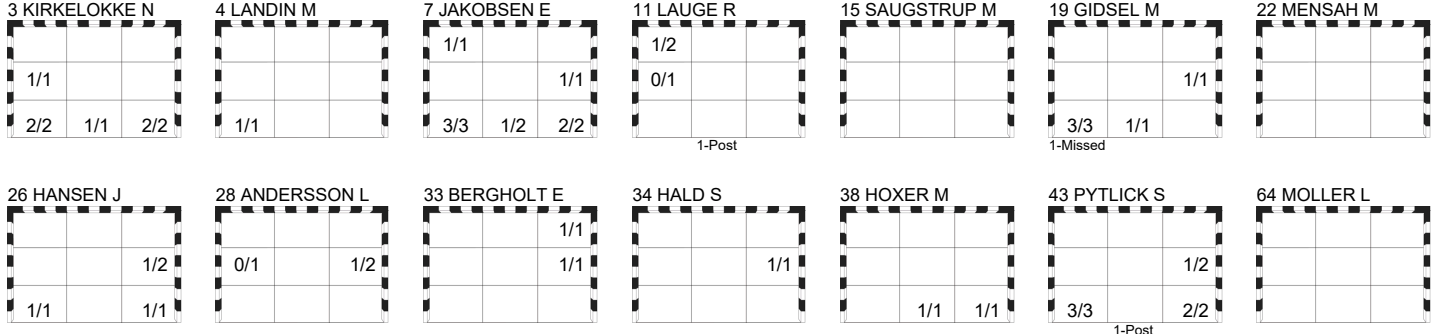 3 KIRKELOKKE N 4 LANDIN M 7 JAKOBSEN E 11 LAUGE R 15 SAUGSTRUP M 19 GIDSEL M 22 MENSAH M
1/1 1/2
1/1 1/1 0/1 1/1
2/2 1/1 2/2 1/1 3/3 1/2 2/2 3/3 1/1
1-Post 1-Missed
26 HANSEN J 28 ANDERSSON L 33 BERGHOLT E 34 HALD S 38 HOXER M 43 PYTLICK S 64 MOLLER L
1/1
1/2 0/1 1/2 1/1 1/1 1/2
1/1 1/1 1/1 1/1 3/3 2/2
1-Post